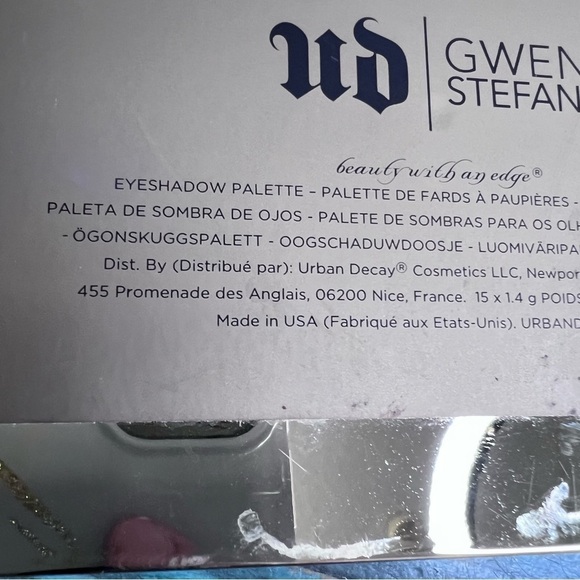 UD
GWEN
STEFAN
beauty with an edge®
EYESHADOW PALETTE - PALETTE DE FARDS À PAUPIÈRES -
PALETA DE SOMBRA DE OJOS - PALETE DE SOMBRAS PARA OS OL
- ÖGONSKUGGSPALETT - OOGSCHADUWDOOSJE - LUOMIVÄRIPA
Dist. By (Distribué par): Urban Decay® Cosmetics LLC, Newpor
455 Promenade des Anglais, 06200 Nice, France. 15 x 1.4 g POIDS
Made in USA (Fabriqué aux Etats-Unis). URBAND